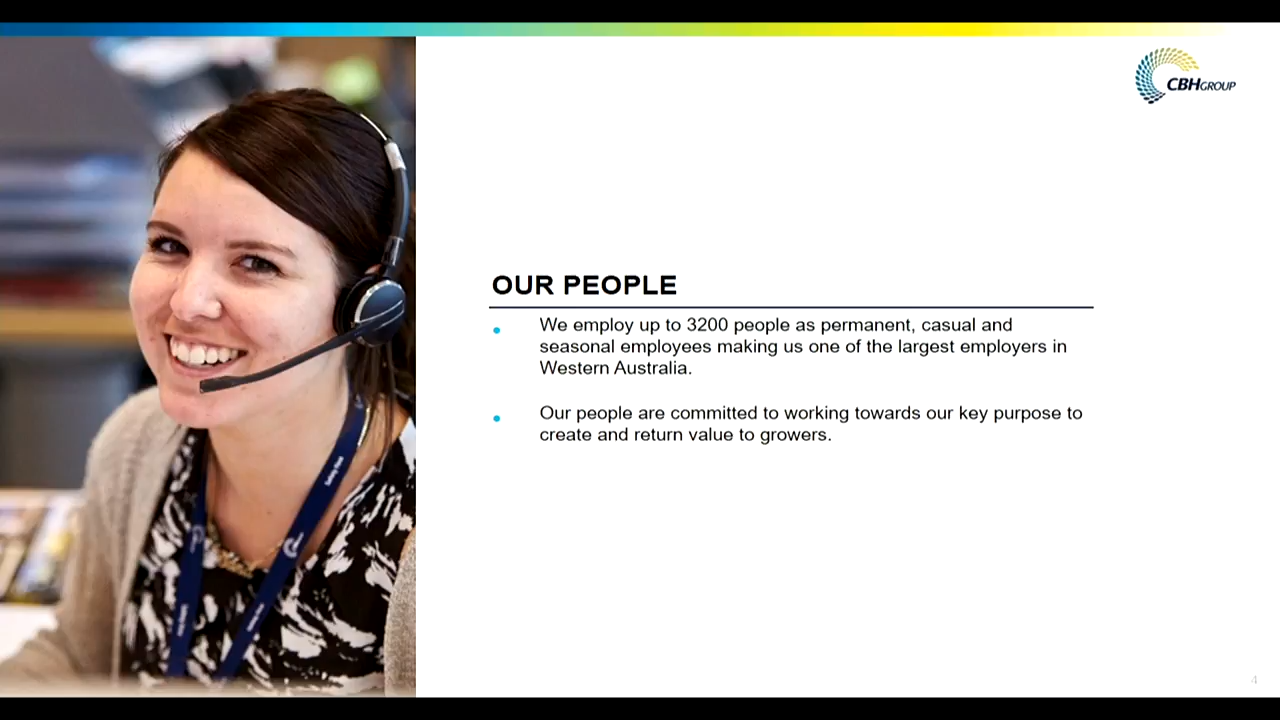 CBHGROUP
OUR PEOPLE
• We employ up to 3200 people as permanent, casual and
seasonal employees making us one of the largest employers in
Western Australia.
• Our people are committed to working towards our key purpose to
create and return value to growers.
4